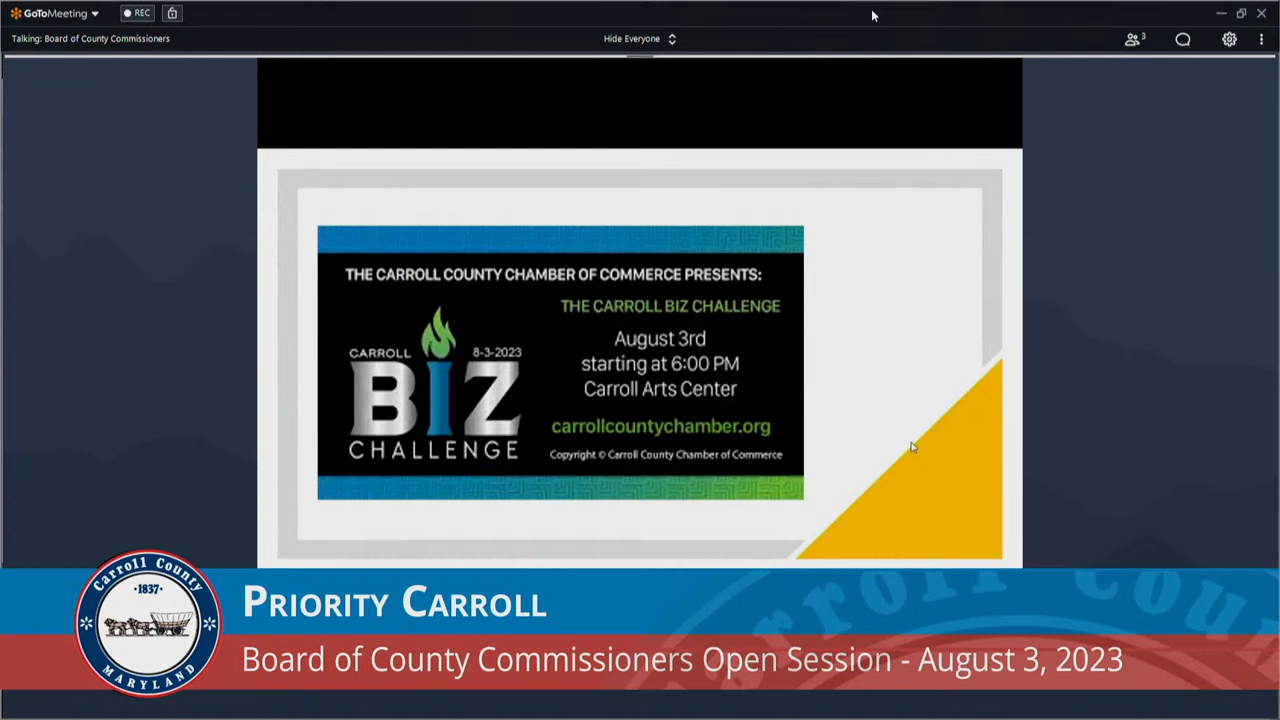 GoToMeeting
REC
Talking: Board of County Commissioners
Hide Everyone
3
THE CARROLL COUNTY CHAMBER OF COMMERCE PRESENTS:
THE CARROLL BIZ CHALLENGE
August 3rd
starting at 6:00 PM
Carroll Arts Center
carrollcountychamber.org
Copyright © Carroll County Chamber of Commerce
CARROLL 8-3-2023
BIZ
CHALLENGE
Carroll County
·1837·
MARYLAND
PRIORITY CARROLL
Board of County Commissioners Open Session - August 3, 2023
Carroll Coun